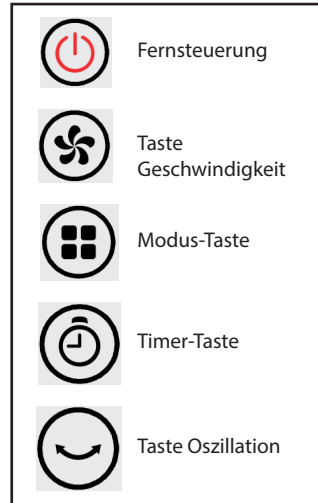 Fernsteuerung
Taste
Geschwindigkeit
Modus-Taste
Timer-Taste
Taste Oszillation